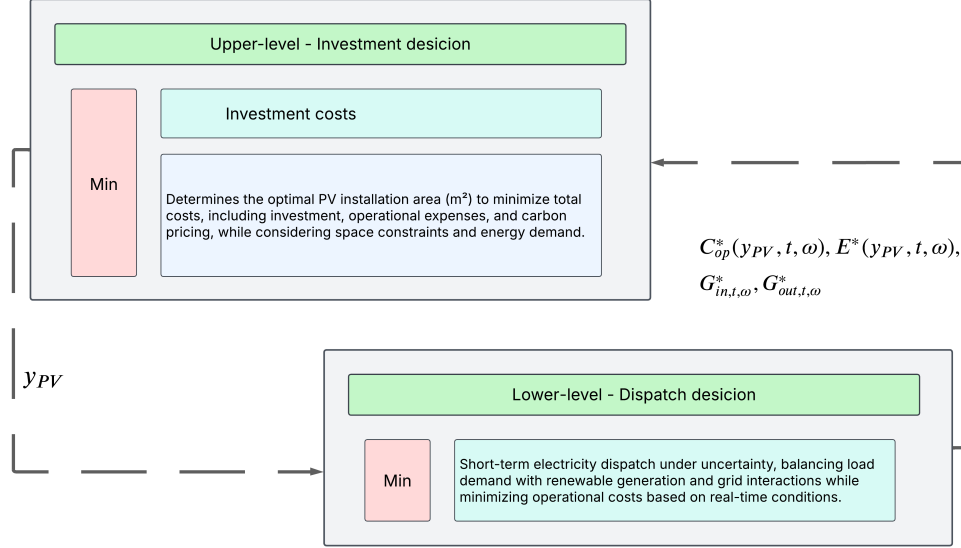 Upper-level - Investment desicion
Min
Investment costs
Determines the optimal PV installation area (m²) to minimize total
costs, including investment, operational expenses, and carbon
pricing, while considering space constraints and energy demand.
C*op(yPV, t, ω), E*(yPV, t, ω),
G*in,t,ω, G*out,t,ω
yPV
Lower-level - Dispatch desicion
Min
Short-term electricity dispatch under uncertainty, balancing load
demand with renewable generation and grid interactions while
minimizing operational costs based on real-time conditions.